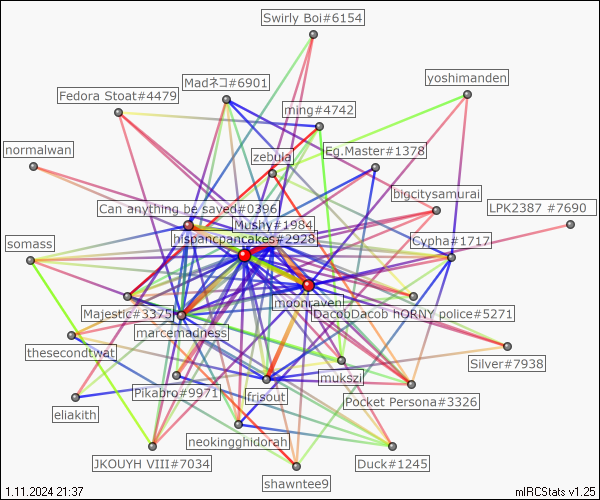 Swirly Boi#6154
yoshimanden
Madネコ#6901
Fedora Stoat#4479
ming#4742
normalwan
zebula
Eg.Master#1378
bigcitysamurai
LPK2387 #7690
Can anything be saved#0396
Mushy#1984
hispanicpancakes#2928
Cypha#1717
somass
moonraven
Majestic#3375
DacobDacob hORNY police#5271
marcemadness
thesecondtwat
Silver#7938
mukszi
Pikabro#9971
frisout
Pocket Persona#3326
eliakith
neokingghidorah
JKOUYH VIII#7034
Duck#1245
shawntee9
1.11.2024 21:37
mIRCStats v1.25